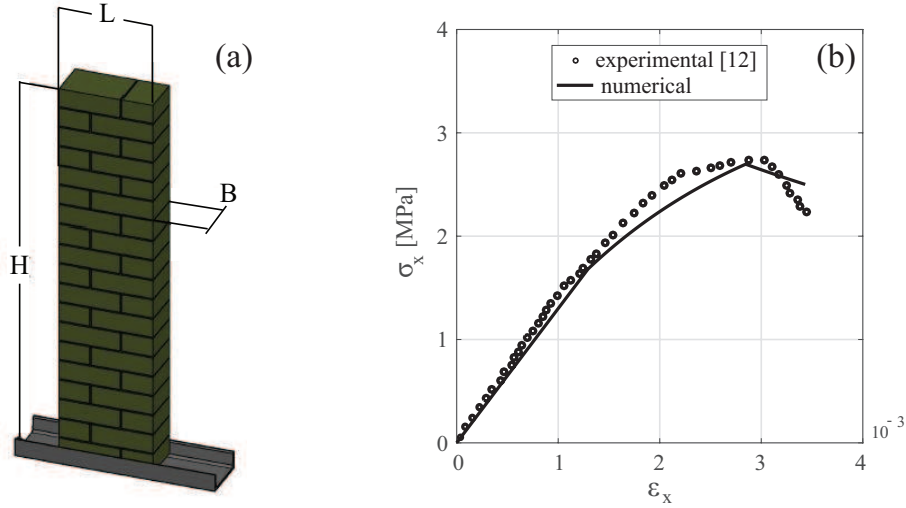 L
(a)
B
H
(b)
experimental [12]
numerical
4
3
2
1
0
σx [MPa]
0 1 2 3 4
10⁻³
εx